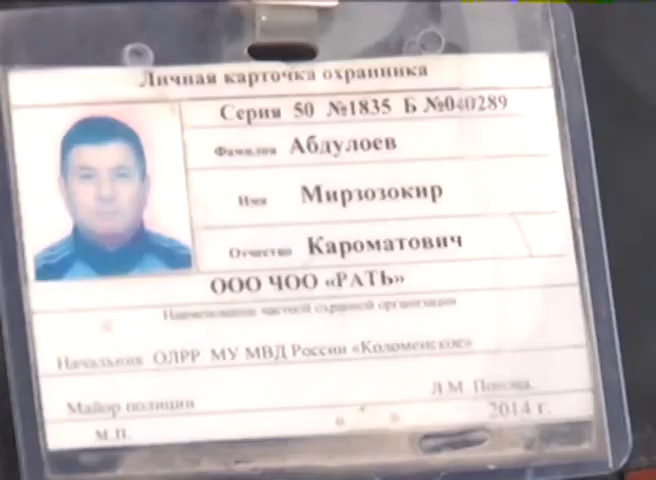 Личная карточка охранника
Серия 50 №1835 Б №040289
Фамилия Абдулоев
Имя Мирзозокир
Отчество Кароматович
ООО ЧОО «РАТЬ»
Наименование частной охранной организации
Начальник ОЛРР МУ МВД России «Коломенское»
Майор полиции Л.М.
2014 г.
М.П. « »